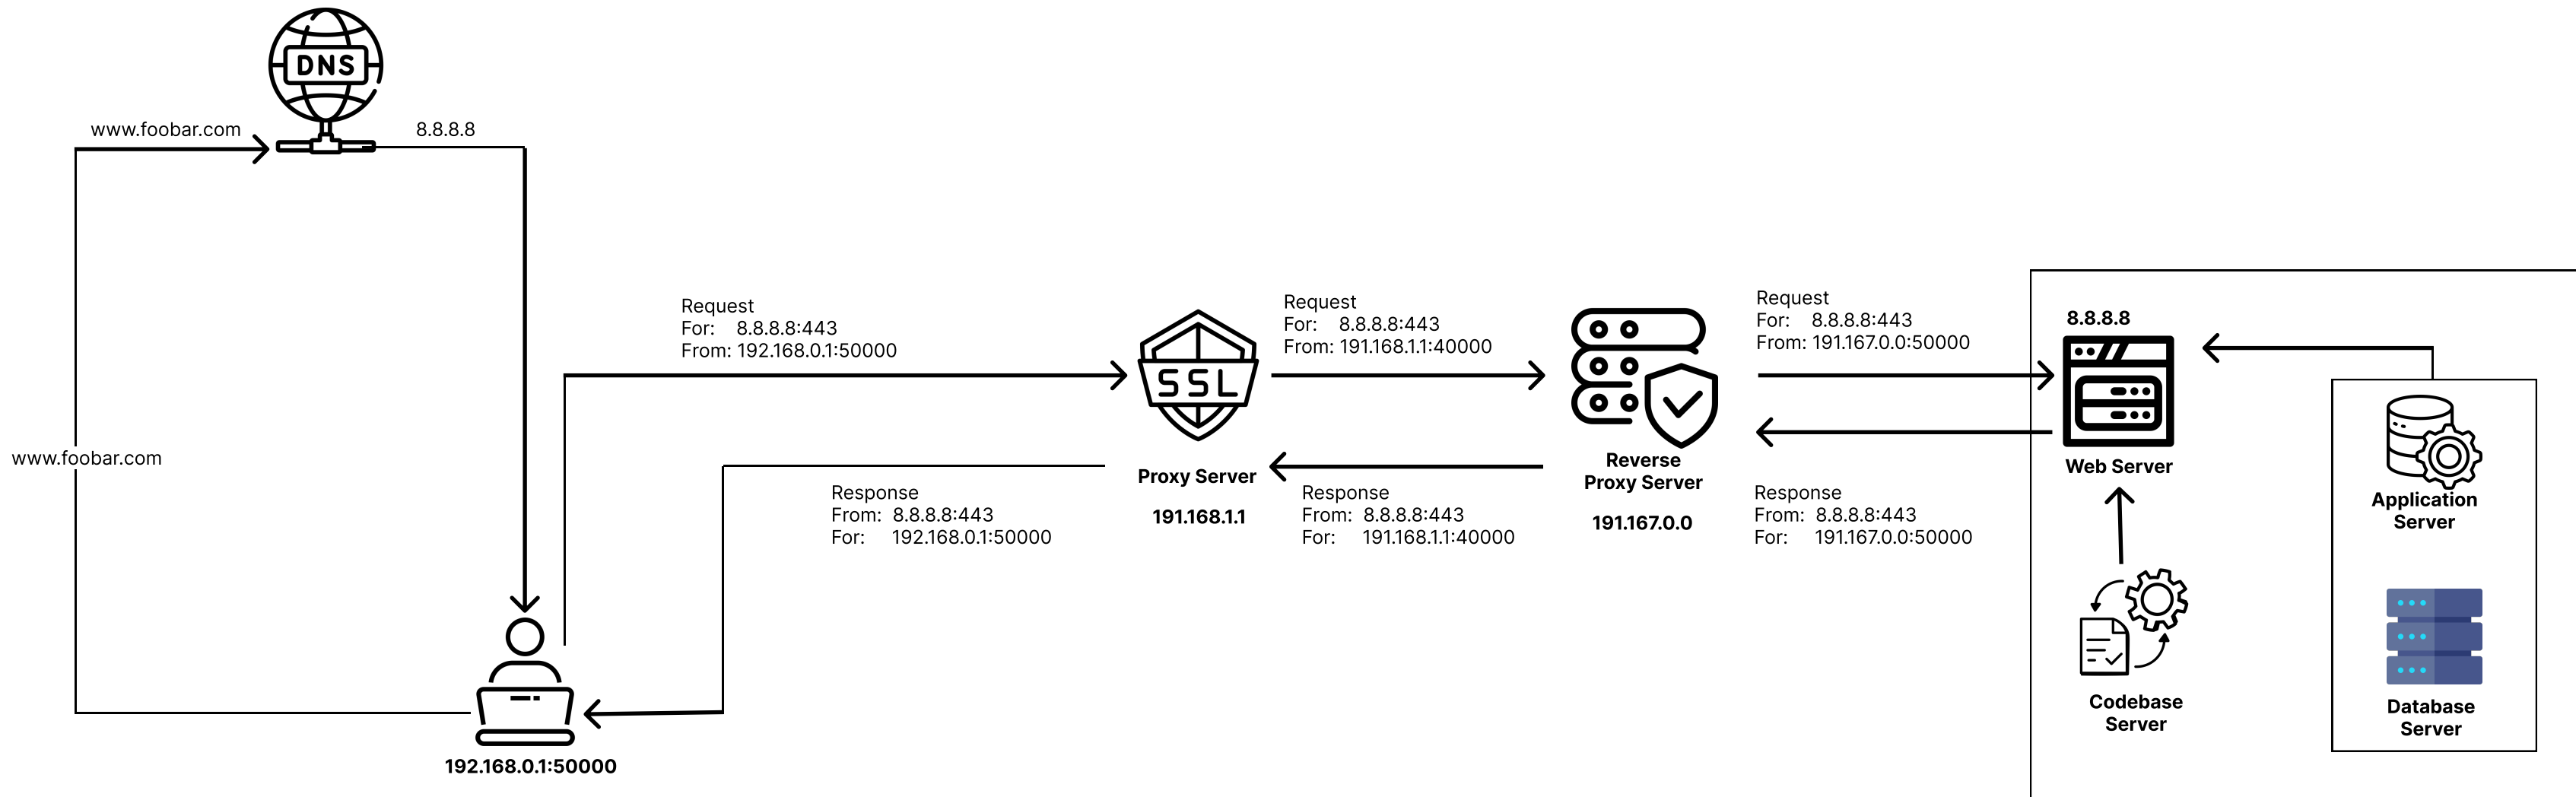 DNS
www.foobar.com
8.8.8.8
www.foobar.com
192.168.0.1:50000
Request
For: 8.8.8.8:443
From: 192.168.0.1:50000
Response
From: 8.8.8.8:443
For: 192.168.0.1:50000
SSL
Proxy Server
191.168.1.1
Request
For: 8.8.8.8:443
From: 191.168.1.1:40000
Response
From: 8.8.8.8:443
For: 191.168.1.1:40000
Reverse
Proxy Server
191.167.0.0
Request
For: 8.8.8.8:443
From: 191.167.0.0:50000
Response
From: 8.8.8.8:443
For: 191.167.0.0:50000
8.8.8.8
Web Server
Codebase
Server
Application
Server
Database
Server